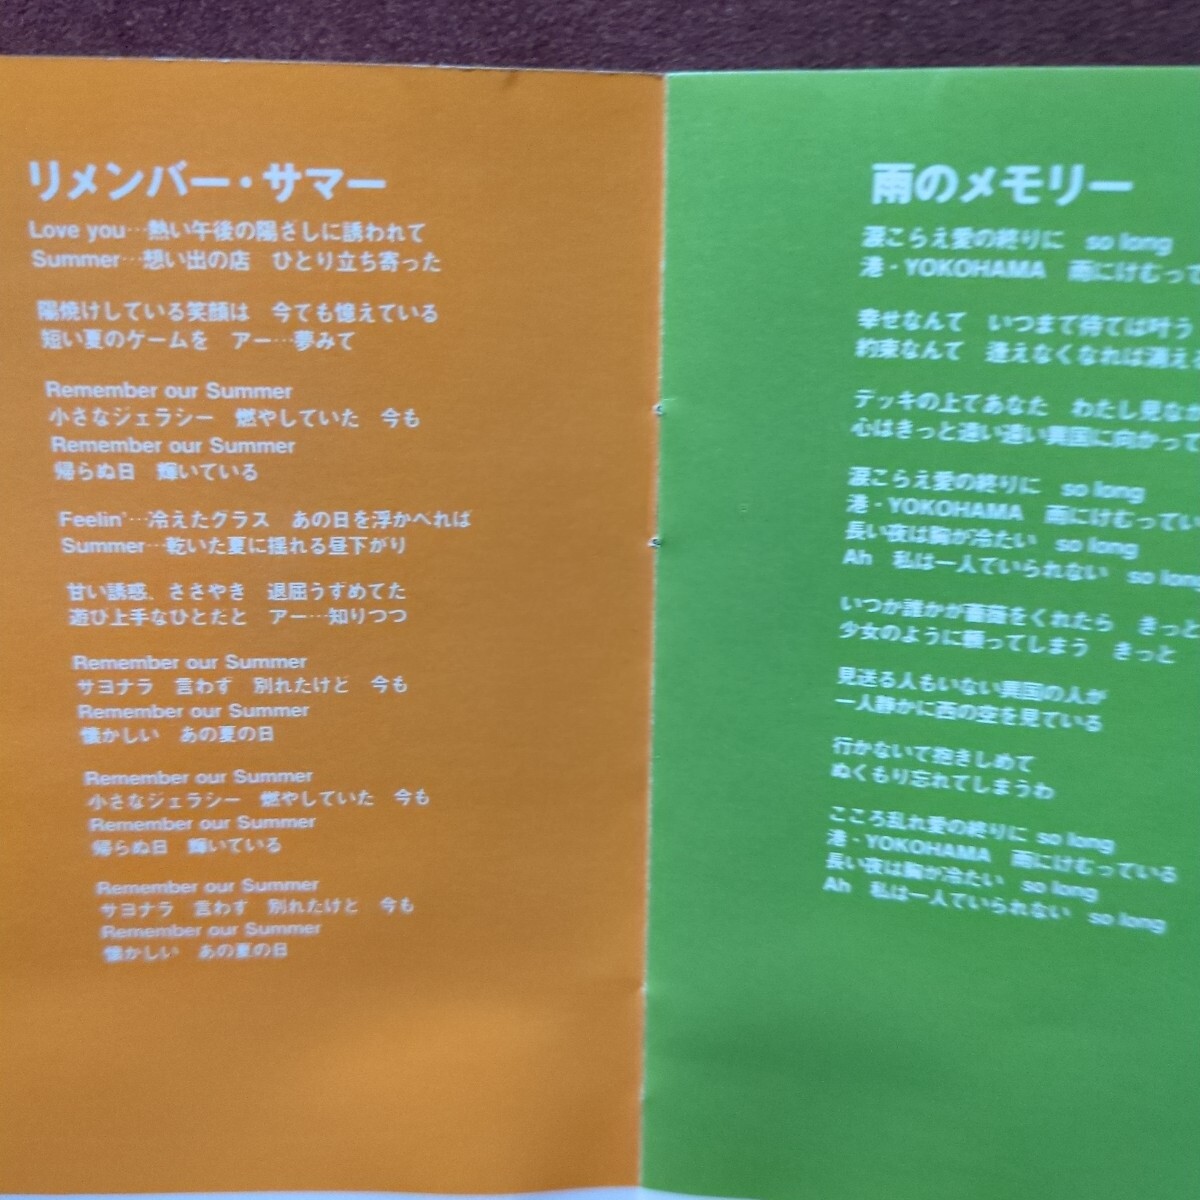 リメンバー・サマー
Love you…熱い午後の陽ざしに誘われて
Summer…想い出の店　ひとり立ち寄った
陽焼けしている笑顔は　今でも憶えている
短い夏のゲームを　アー…夢みて
Remember our Summer
小さなジェラシー　燃やしていた　今も
Remember our Summer
帰らぬ日　輝いている
Feelin'…冷えたグラス　あの日を浮かべれば
Summer…乾いた夏に揺れる昼下がり
甘い誘惑、ささやき　退屈うずめてた
遊び上手なひとだと　アー…知りつつ
Remember our Summer
サヨナラ　言わず　別れたけど　今も
Remember our Summer
懐かしい　あの夏の日
Remember our Summer
小さなジェラシー　燃やしていた　今も
Remember our Summer
帰らぬ日　輝いている
Remember our Summer
サヨナラ　言わず　別れたけど　今も
Remember our Summer
懐かしい　あの夏の日
雨のメモリー
涙こらえ愛の終りに　so long
港・YOKOHAMA　雨にけむって
幸せなんて　いつまで待てば叶う
約束なんて　逢えなくなれば消え
デッキの上であなた　わたし見な
心はきっと遠い遠い異国に向かって
涙こらえ愛の終りに　so long
港・YOKOHAMA　雨にけむってい
長い夜は胸が冷たい　so long
Ah　私は一人でいられない　so long
いつか誰かが薔薇をくれたら　きっと
少女のように願ってしまう　きっと
見送る人もいない異国の人が
一人静かに西の空を見ている
行かないで抱きしめて
ぬくもり忘れてしまうわ
こころ乱れ愛の終りに so long
港・YOKOHAMA　雨にけむっている
長い夜は胸が冷たい　so long
Ah　私は一人でいられない　so long